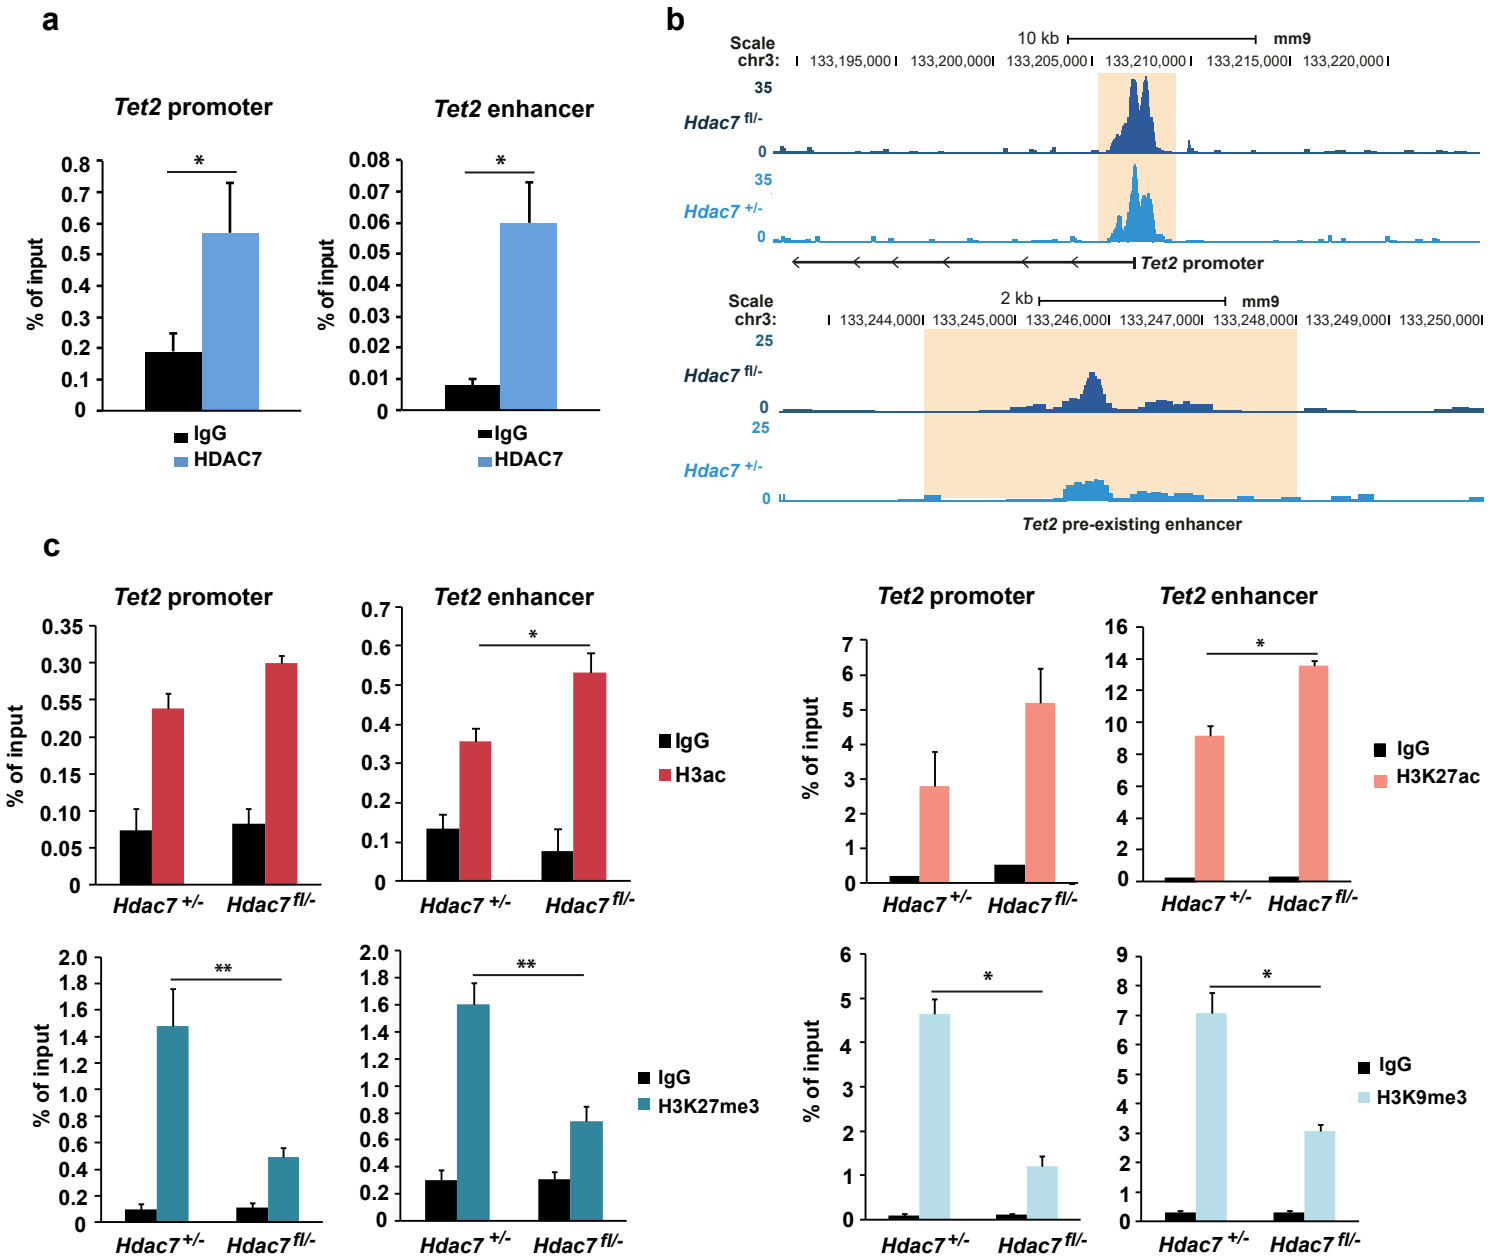 a
Tet2 promoter
*
0.8
0.7
0.6
0.5
0.4
0.3
0.2
0.1
0
% of input
IgG
HDAC7
Tet2 enhancer
*
0.08
0.07
0.06
0.05
0.04
0.03
0.02
0.01
0
% of input
IgG
HDAC7
b
Scale 10 kb mm9
chr3: 133,195,000 133,200,000 133,205,000 133,210,000 133,215,000 133,220,000
35
Hdac7 fl/-
0
35
Hdac7 +/-
0
Tet2 promoter
Scale 2 kb mm9
chr3: 133,244,000 133,245,000 133,246,000 133,247,000 133,248,000 133,249,000 133,250,000
25
Hdac7 fl/-
0
25
Hdac7 +/-
0
Tet2 pre-existing enhancer
c
Tet2 promoter
0.35
0.30
0.55
0.20
0.15
0.10
0.05
0
% of input
Hdac7 +/- Hdac7 fl/-
Tet2 enhancer
*
0.7
0.6
0.5
0.4
0.3
0.2
0.1
0
Hdac7 +/- Hdac7 fl/-
IgG
H3ac
Tet2 promoter
7
6
5
4
3
2
1
0
% of input
Hdac7 +/- Hdac7 fl/-
Tet2 enhancer
*
16
14
12
10
8
6
4
2
0
Hdac7 +/- Hdac7 fl/-
IgG
H3K27ac
**
2.0
1.8
1.6
1.4
1.2
1.0
0.8
0.6
0.4
0.2
0
% of input
Hdac7 +/- Hdac7 fl/-
**
2.0
1.8
1.6
1.4
1.2
1.0
0.8
0.6
0.4
0.2
0
Hdac7 +/- Hdac7 fl/-
IgG
H3K27me3
*
6
5
4
3
2
1
0
% of input
Hdac7 +/- Hdac7 fl/-
*
9
8
7
6
5
4
3
2
1
0
Hdac7 +/- Hdac7 fl/-
IgG
H3K9me3